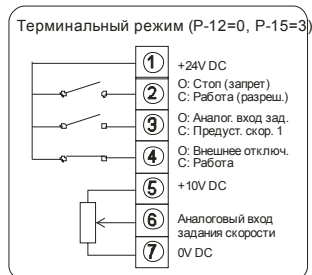 Терминальный режим (P-12=0, P-15=3)
1 +24V DC
2 О: Стоп (запрет)
С: Работа (разреш.)
3 О: Аналог. вход зад.
С: Предуст. скор. 1
4 О: Внешнее отключ.
С: Работа
5 +10V DC
6 Аналоговый вход
задания скорости
7 0V DC